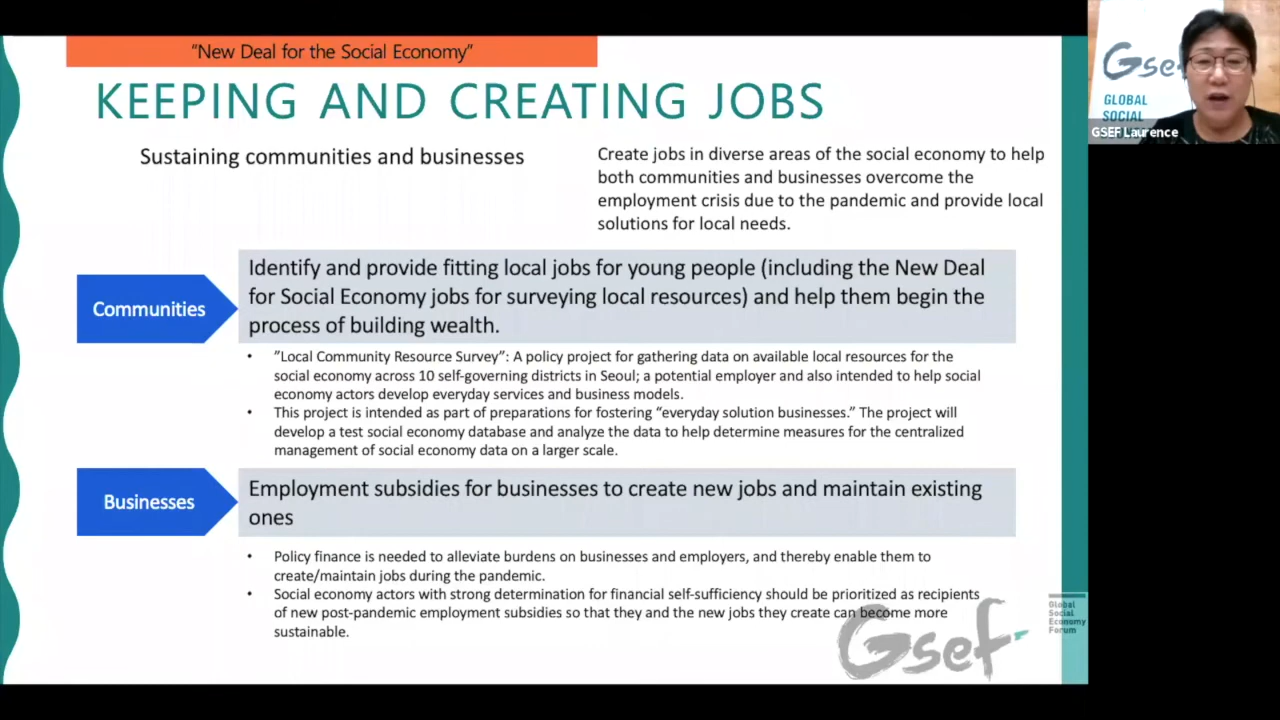 “New Deal for the Social Economy”
KEEPING AND CREATING JOBS
Sustaining communities and businesses
Create jobs in diverse areas of the social economy to help
both communities and businesses overcome the
employment crisis due to the pandemic and provide local
solutions for local needs.
Communities
Identify and provide fitting local jobs for young people (including the New Deal
for Social Economy jobs for surveying local resources) and help them begin the
process of building wealth.
• ”Local Community Resource Survey”: A policy project for gathering data on available local resources for the
social economy across 10 self-governing districts in Seoul; a potential employer and also intended to help social
economy actors develop everyday services and business models.
• This project is intended as part of preparations for fostering “everyday solution businesses.” The project will
develop a test social economy database and analyze the data to help determine measures for the centralized
management of social economy data on a larger scale.
Businesses
Employment subsidies for businesses to create new jobs and maintain existing
ones
• Policy finance is needed to alleviate burdens on businesses and employers, and thereby enable them to
create/maintain jobs during the pandemic.
• Social economy actors with strong determination for financial self-sufficiency should be prioritized as recipients
of new post-pandemic employment subsidies so that they and the new jobs they create can become more
sustainable.
Gsef
Global
Social
Economy
Forum
Gsef
GLOBAL
SOCIAL
GSEF Laurence